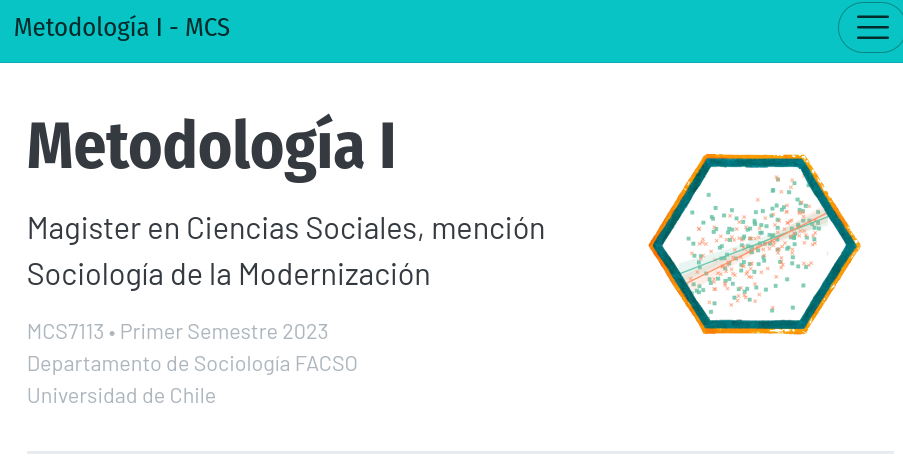 Metodología I - MCS
Metodología I
Magister en Ciencias Sociales, mención
Sociología de la Modernización
MCS7113 • Primer Semestre 2023
Departamento de Sociología FACSO
Universidad de Chile